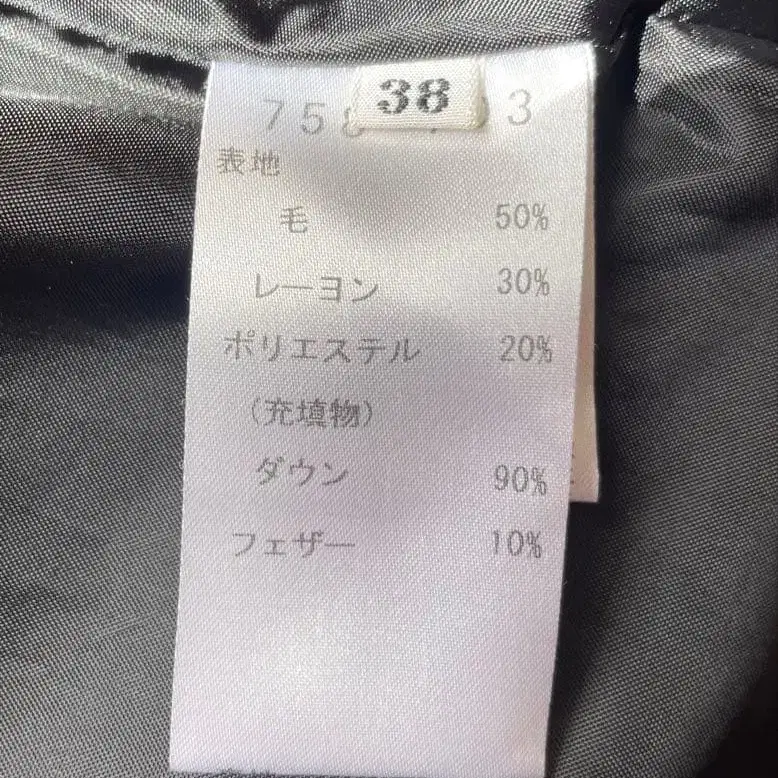 38
表地
毛 50%
レーヨン 30%
ポリエステル 20%
(充填物)
ダウン 90%
フェザー 10%